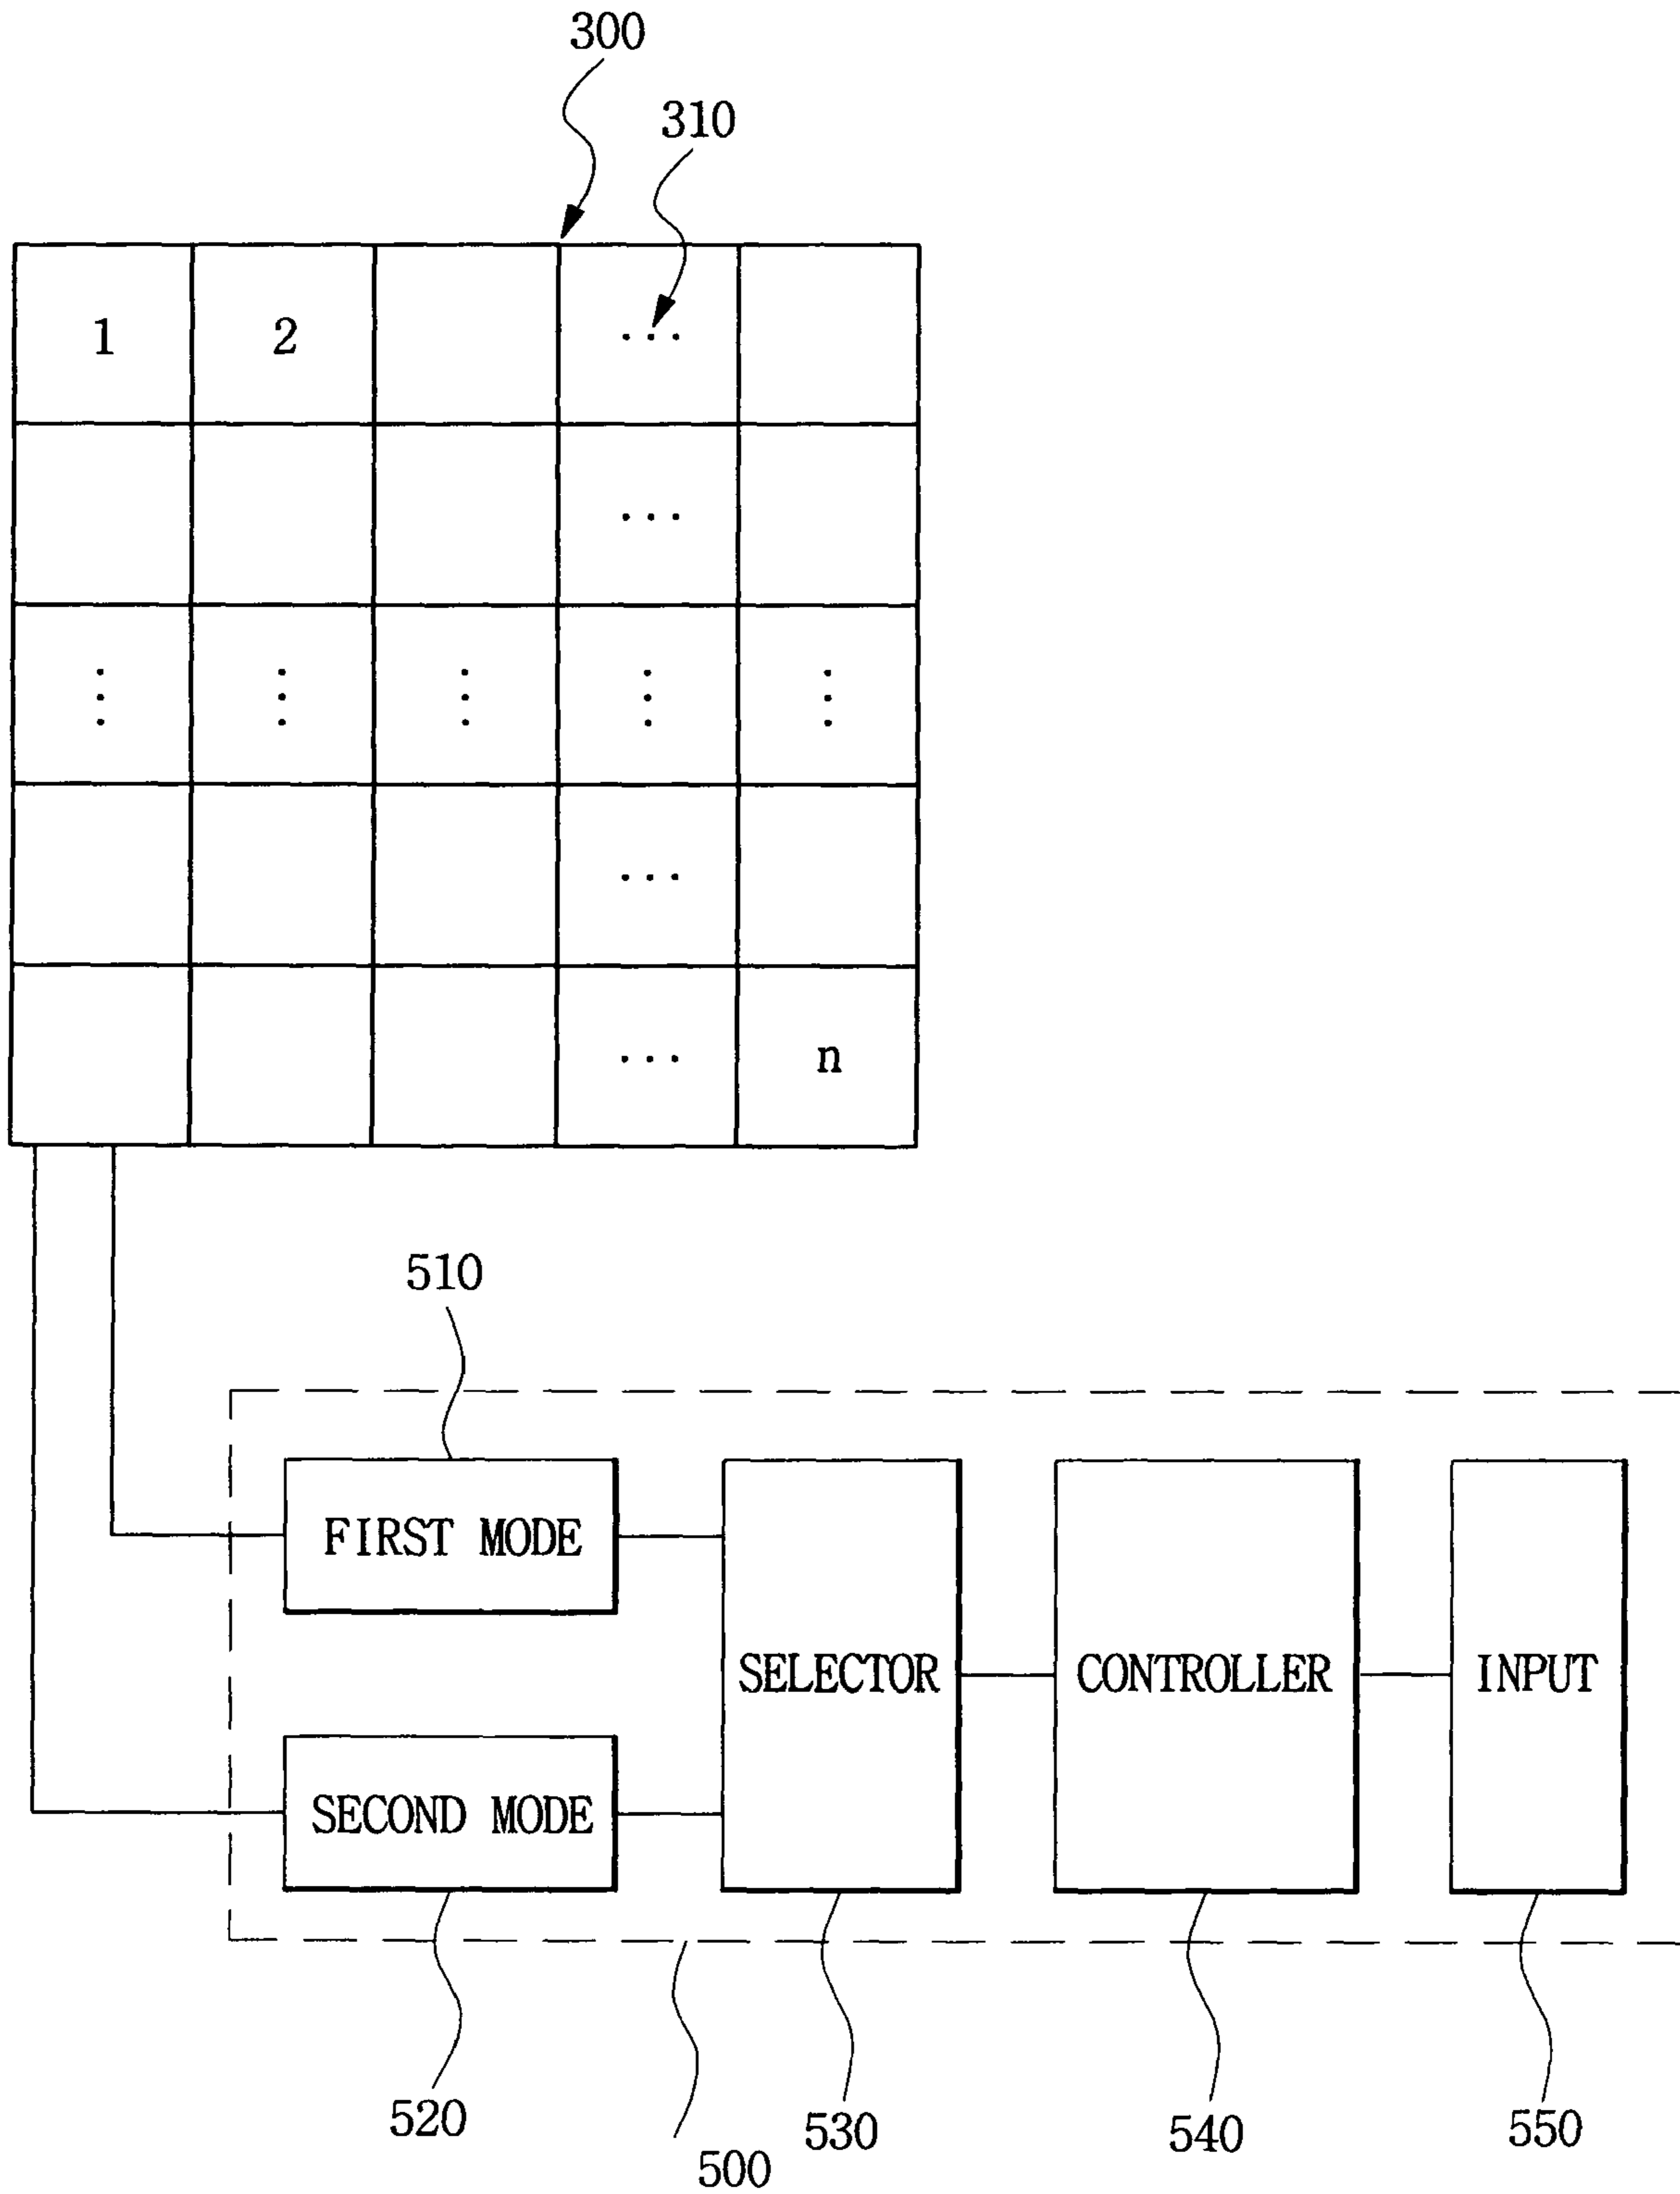 300
310
1 2 ...
...
⋮ ⋮ ⋮ ⋮ ⋮
...
... n
510
FIRST MODE
SELECTOR CONTROLLER INPUT
SECOND MODE
520 530 540 550
500